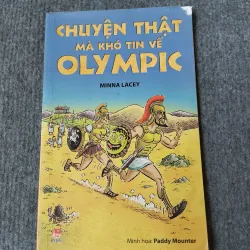 CHUYỆN THẬT
MÀ KHÓ TIN VỀ
OLYMPIC
MINNA LACEY
Minh họa Paddy Mounter